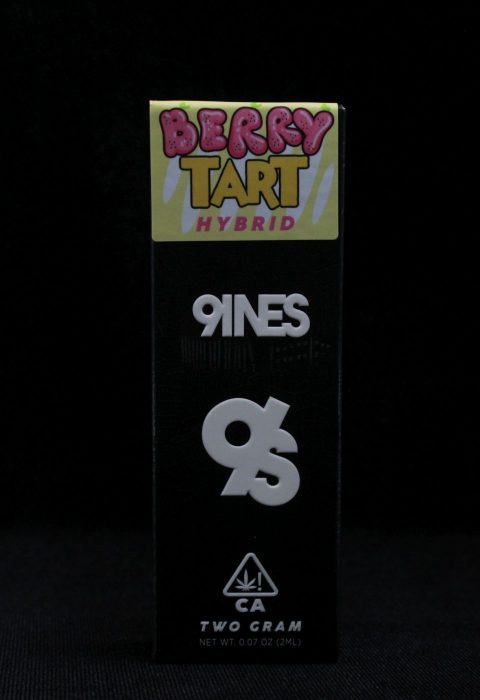 BERRY
TART
HYBRID
9INES
9S
CA
TWO GRAM
NET WT. 0.07 OZ (2ML)